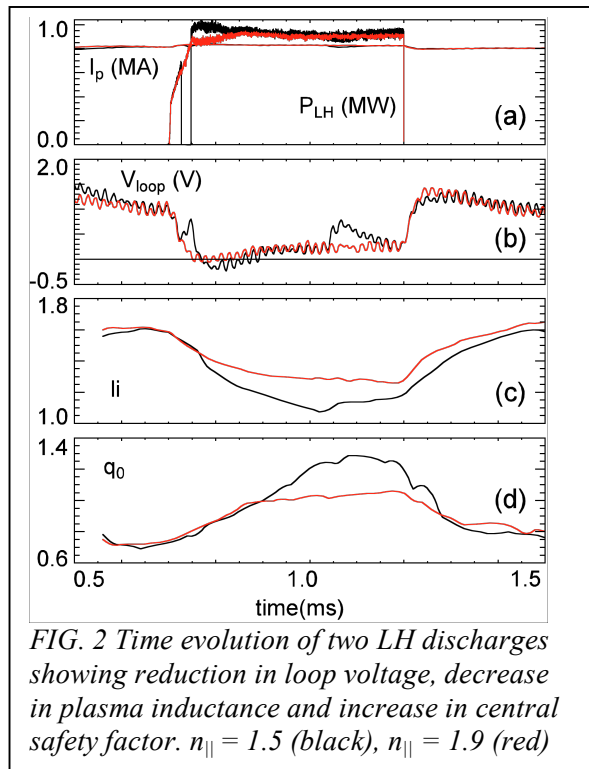 1.0
I_p (MA)
P_LH (MW)
0.0
(a)
2.0
V_loop (V)
-0.5
(b)
1.8
li
1.0
(c)
1.4
q_0
0.6
(d)
0.5 1.0 1.5
time(ms)
FIG. 2 Time evolution of two LH discharges
showing reduction in loop voltage, decrease
in plasma inductance and increase in central
safety factor. n_|| = 1.5 (black), n_|| = 1.9 (red)